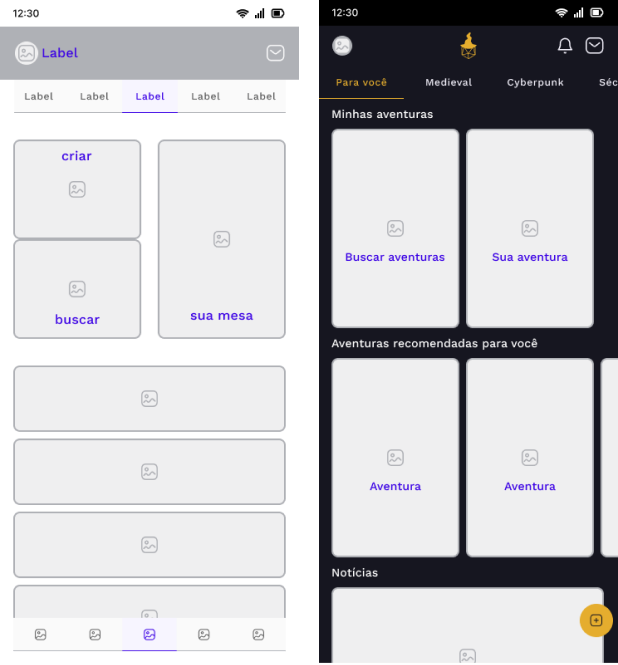 12:30
Label
Label Label Label Label Label
criar
buscar
sua mesa
12:30
Para você Medieval Cyberpunk Séc
Minhas aventuras
Buscar aventuras Sua aventura
Aventuras recomendadas para você
Aventura Aventura
Notícias